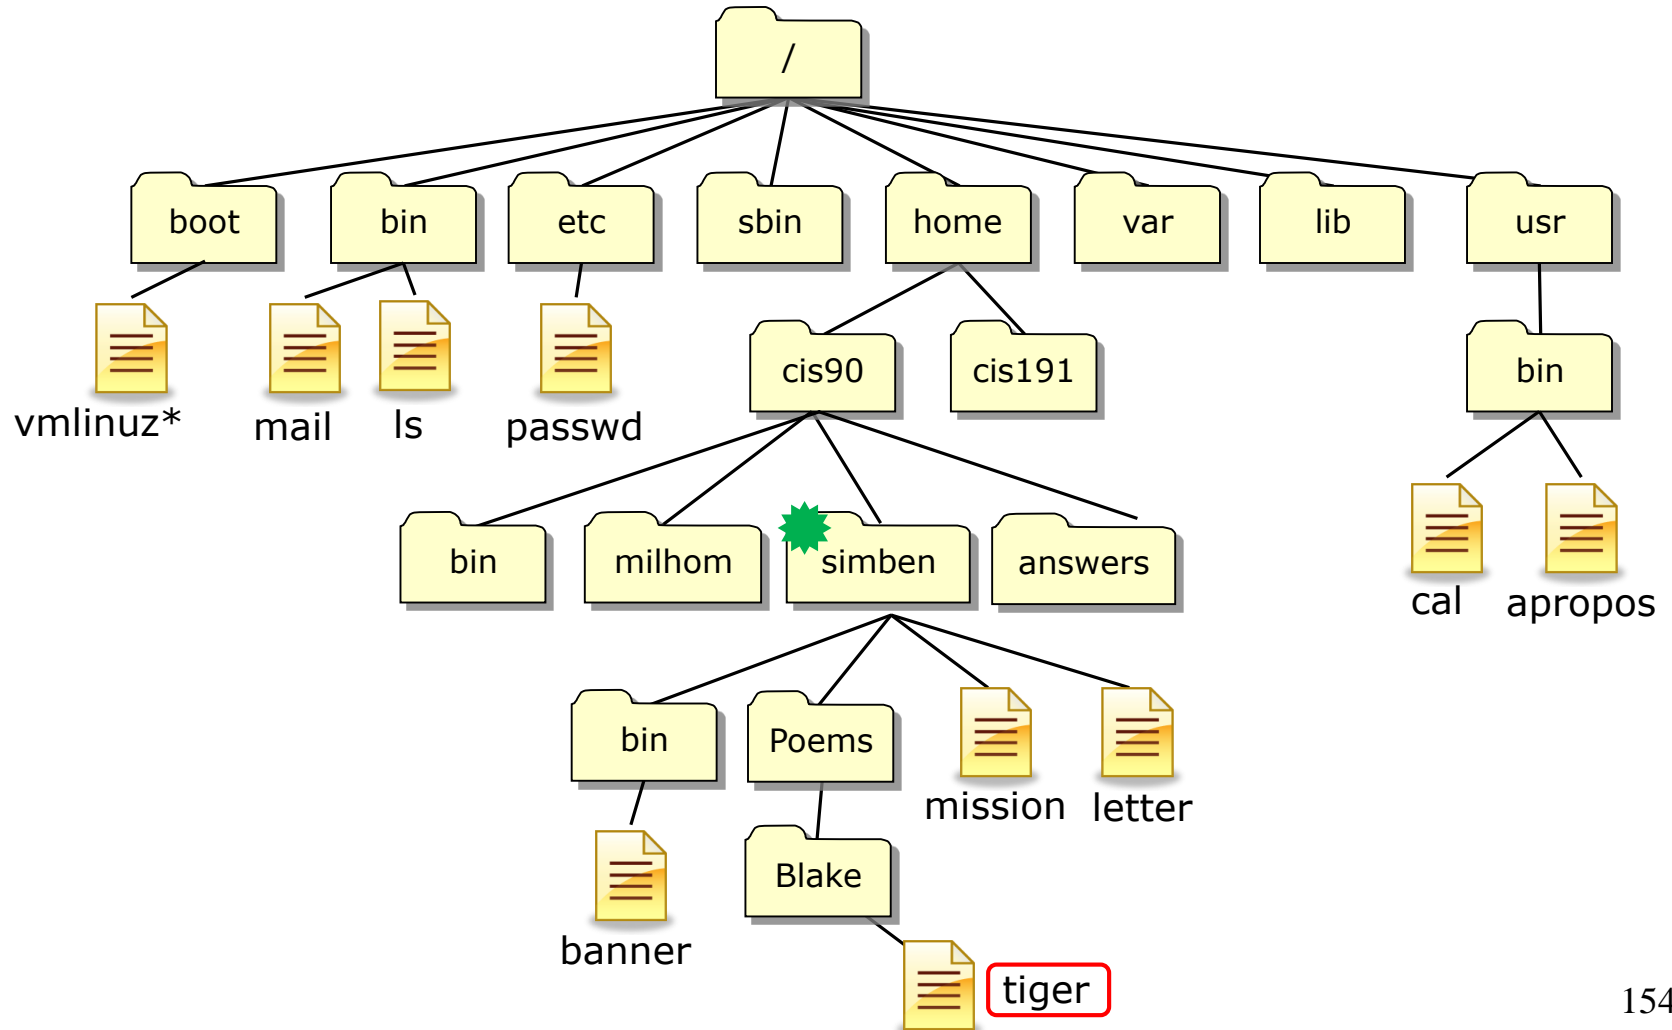 /
boot bin etc sbin home var lib usr
cis90 cis191 bin
vmlinuz* mail ls passwd
bin milhom simben answers
cal apropos
bin Poems
mission letter
Blake
banner
tiger
154